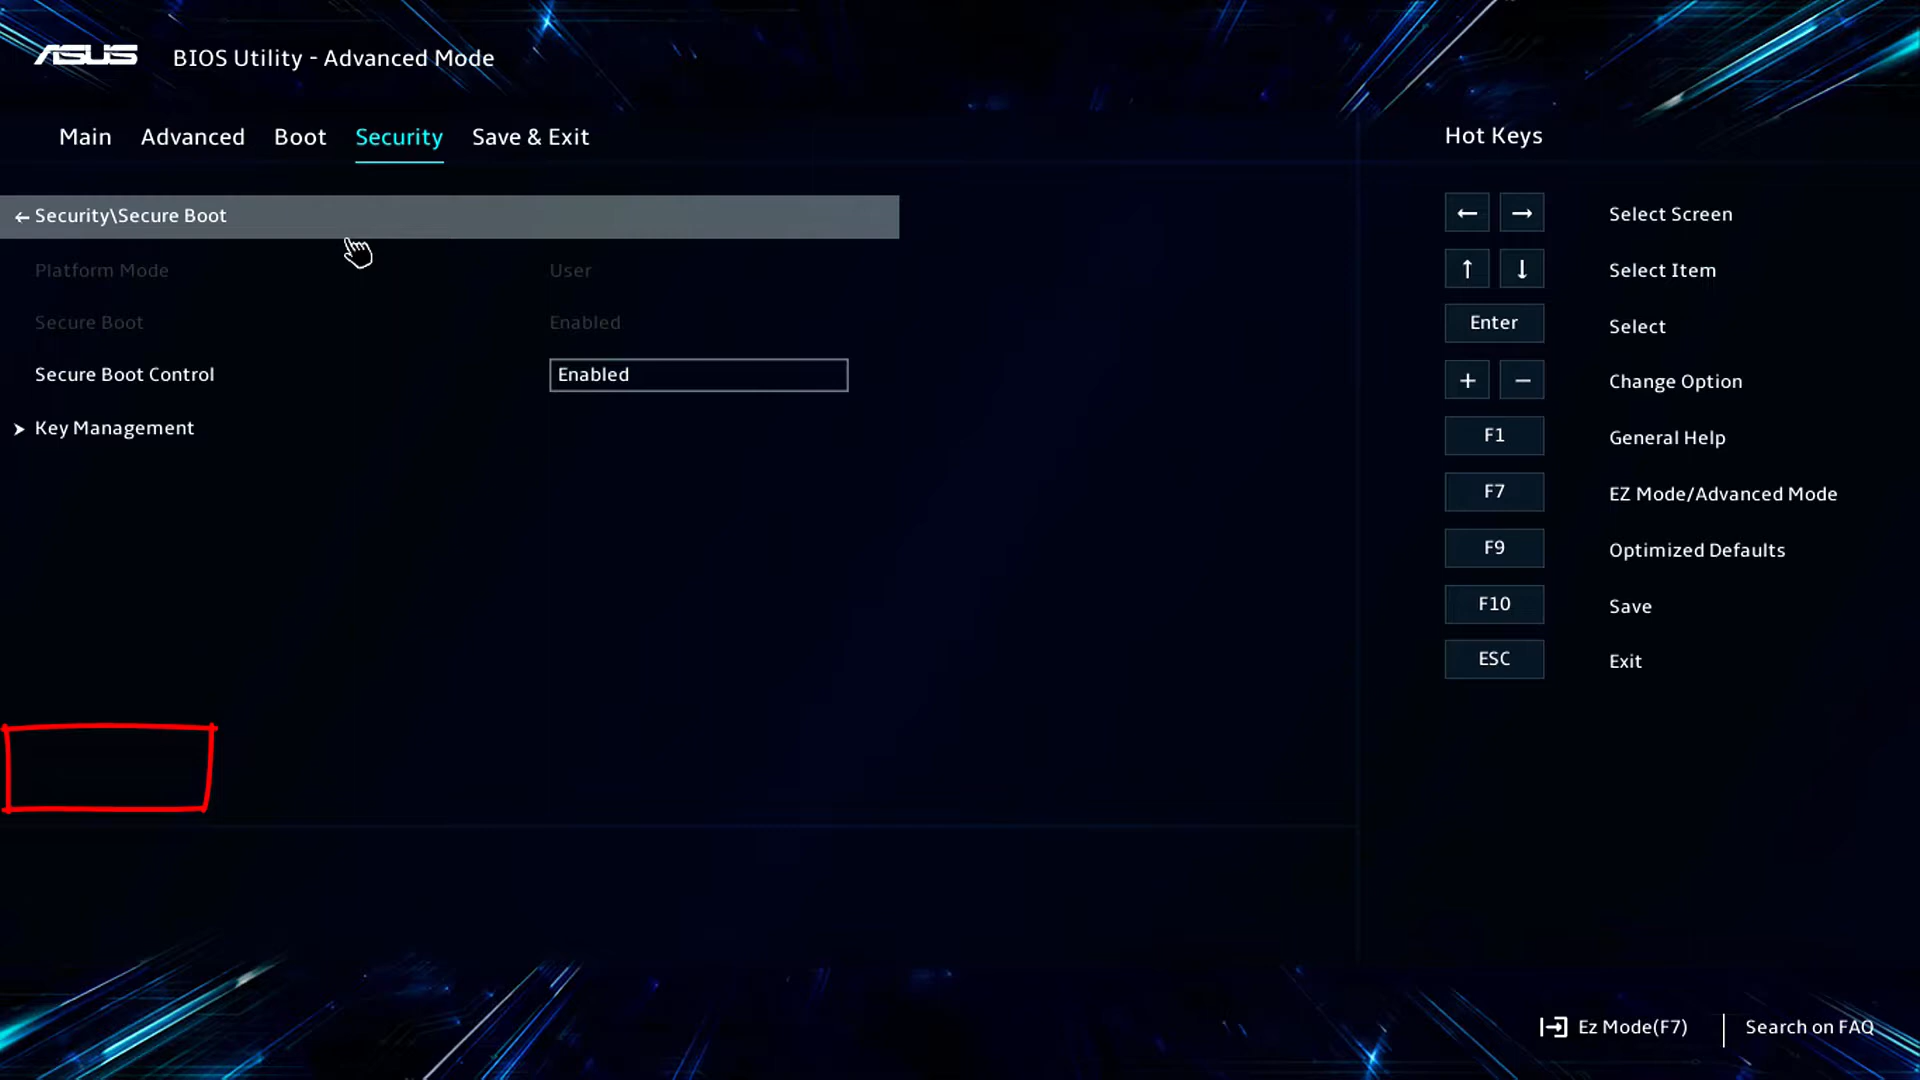 ASUS BIOS Utility - Advanced Mode
Main Advanced Boot Security Save & Exit
← Security\Secure Boot
Platform Mode User
Secure Boot Enabled
Secure Boot Control Enabled
Key Management
Hot Keys
← → Select Screen
↑ ↓ Select Item
Enter Select
+ − Change Option
F1 General Help
F7 EZ Mode/Advanced Mode
F9 Optimized Defaults
F10 Save
ESC Exit
Ez Mode(F7) | Search on FAQ